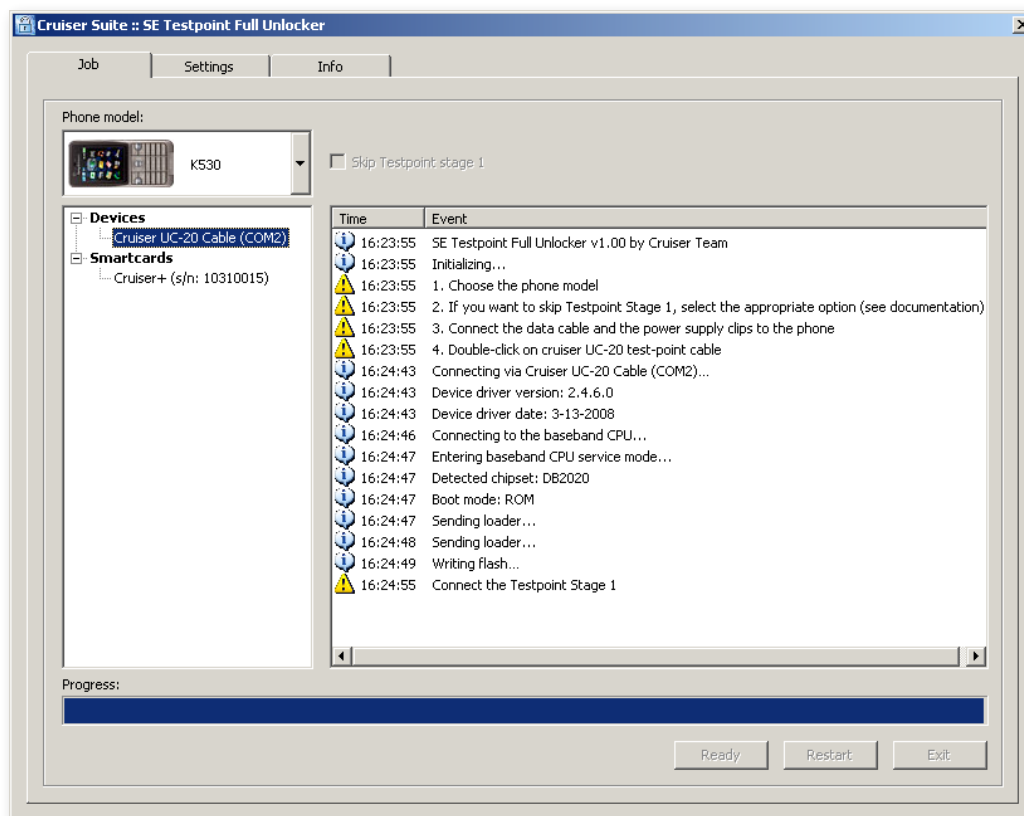 Cruiser Suite :: SE Testpoint Full Unlocker
Job Settings Info
Phone model:
K530
Skip Testpoint stage 1
Devices
Cruiser UC-20 Cable (COM2)
Smartcards
Cruiser+ (s/n: 10310015)
Time Event
16:23:55 SE Testpoint Full Unlocker v1.00 by Cruiser Team
16:23:55 Initializing...
16:23:55 1. Choose the phone model
16:23:55 2. If you want to skip Testpoint Stage 1, select the appropriate option (see documentation)
16:23:55 3. Connect the data cable and the power supply clips to the phone
16:23:55 4. Double-click on cruiser UC-20 test-point cable
16:24:43 Connecting via Cruiser UC-20 Cable (COM2)...
16:24:43 Device driver version: 2.4.6.0
16:24:43 Device driver date: 3-13-2008
16:24:46 Connecting to the baseband CPU...
16:24:47 Entering baseband CPU service mode...
16:24:47 Detected chipset: DB2020
16:24:47 Boot mode: ROM
16:24:47 Sending loader...
16:24:48 Sending loader...
16:24:49 Writing flash...
16:24:55 Connect the Testpoint Stage 1
Progress:
Ready Restart Exit